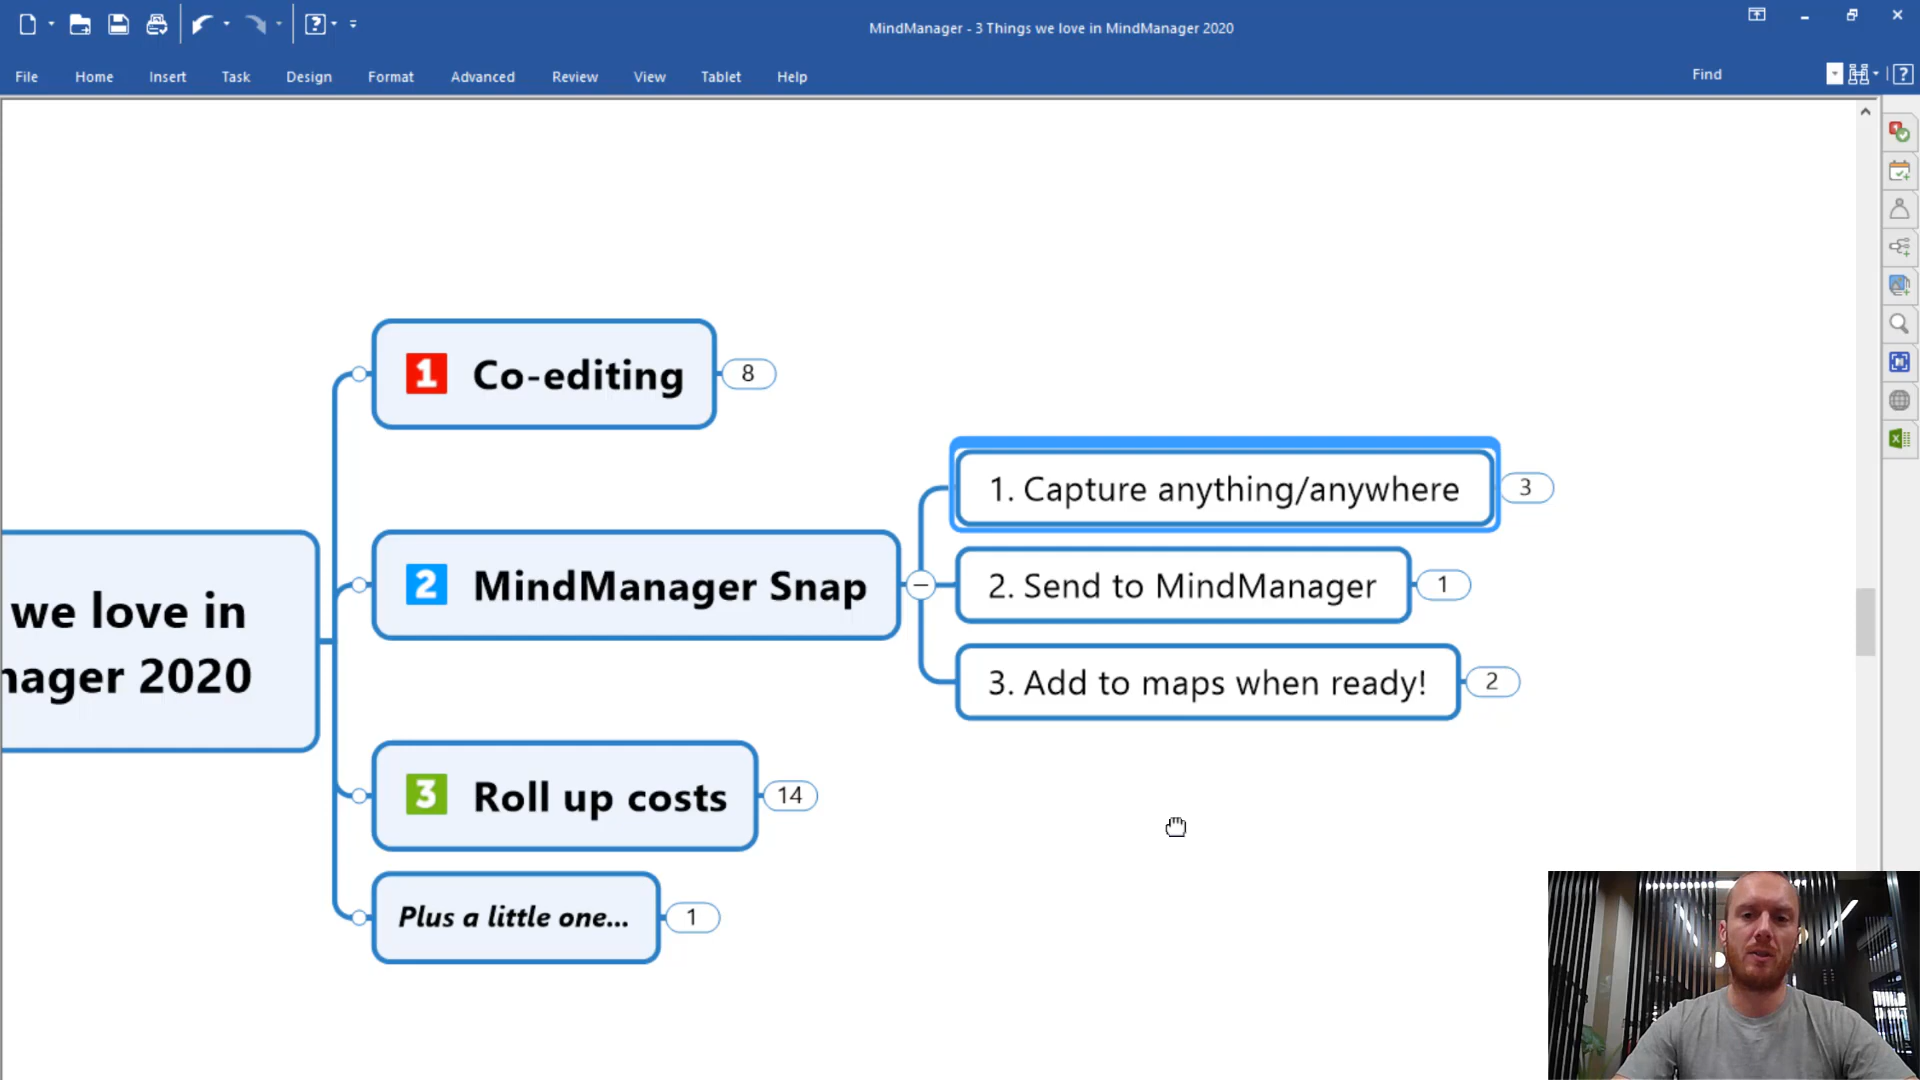 MindManager - 3 Things we love in MindManager 2020
File Home Insert Task Design Format Advanced Review View Tablet Help Find
1 Co-editing 8
1. Capture anything/anywhere 3
we love in
nager 2020
2 MindManager Snap
2. Send to MindManager 1
3. Add to maps when ready! 2
3 Roll up costs 14
Plus a little one... 1